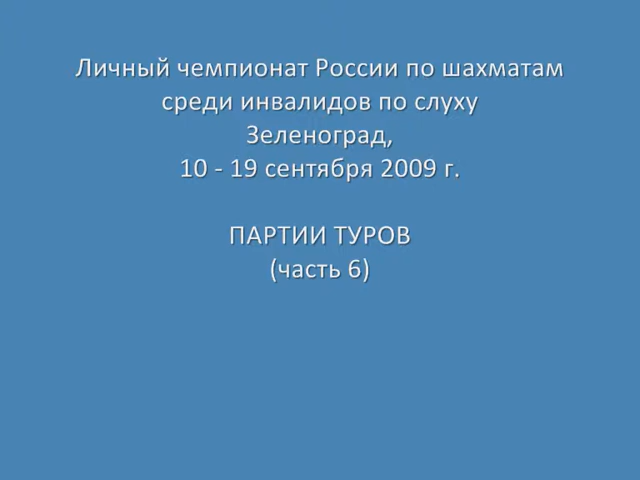 Личный чемпионат России по шахматам
среди инвалидов по слуху
Зеленоград,
10 - 19 сентября 2009 г.
ПАРТИИ ТУРОВ
(часть 6)